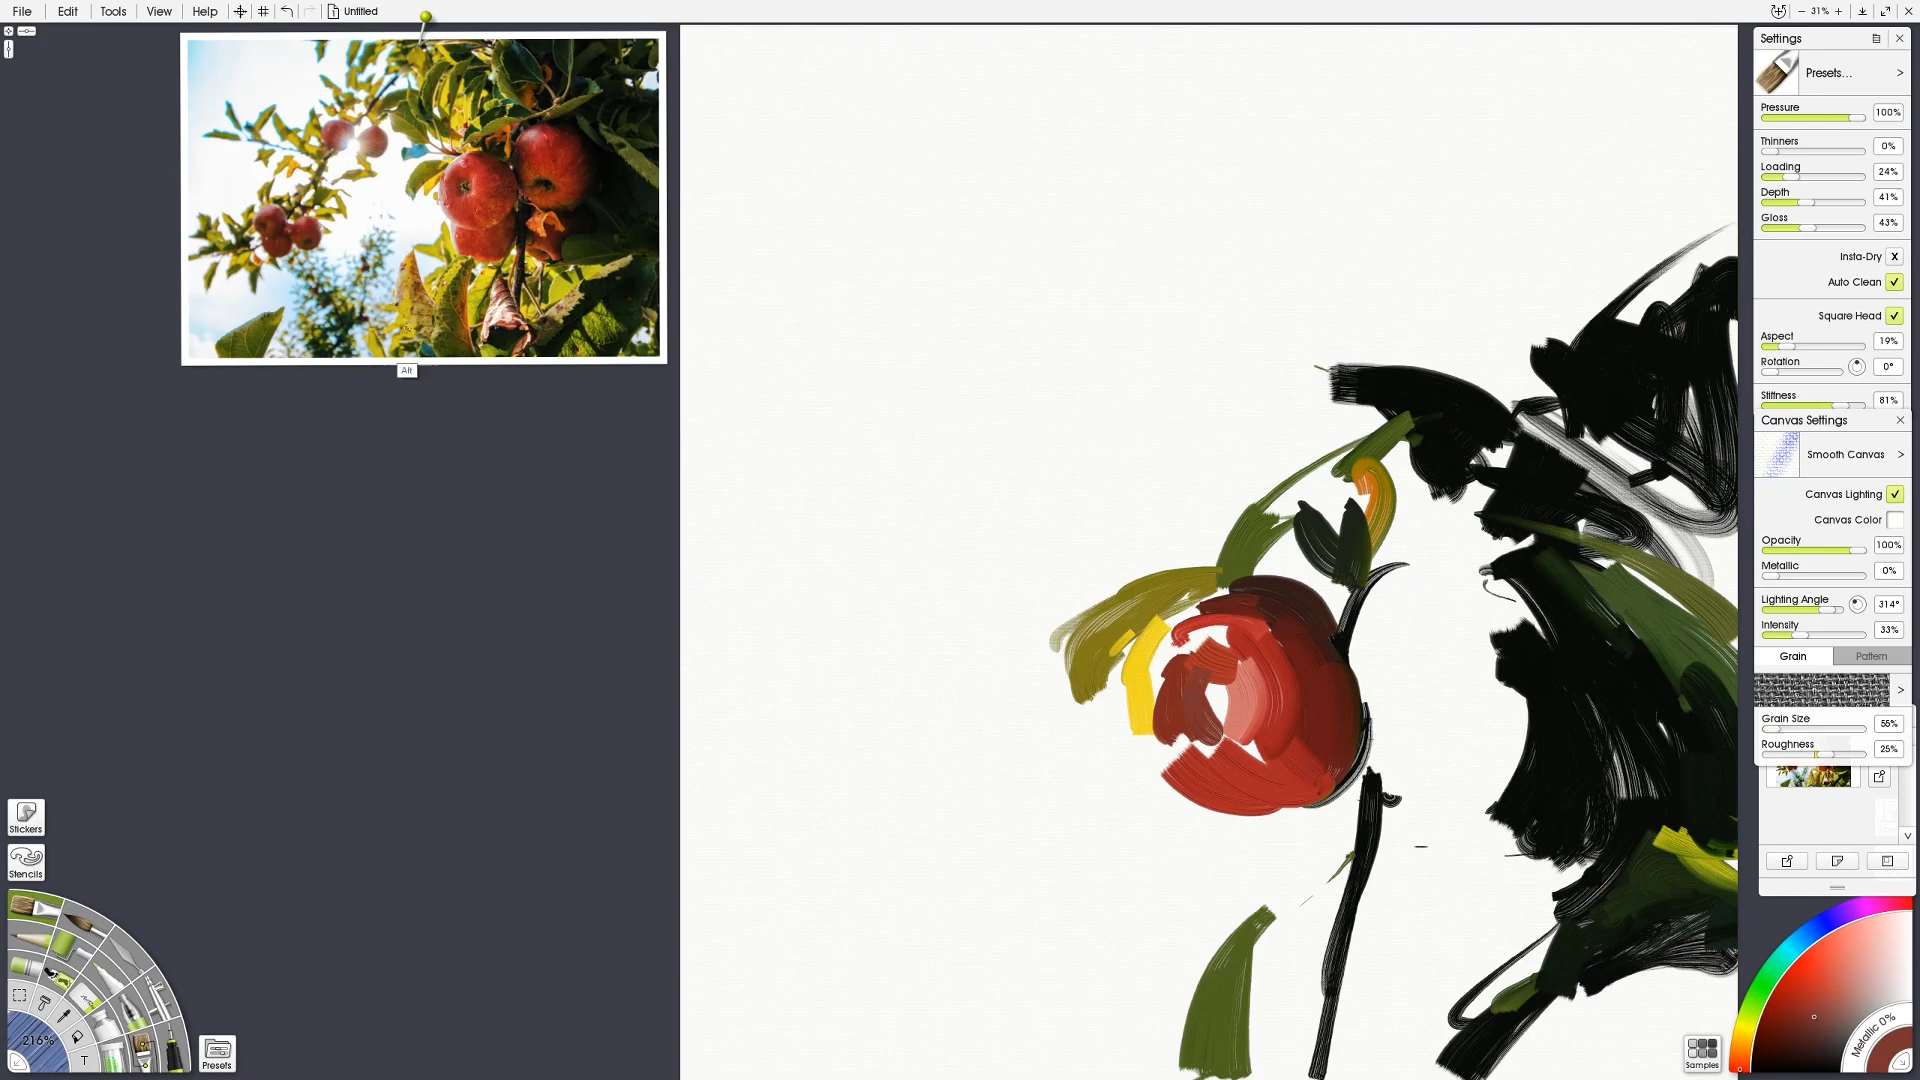 File Edit Tools View Help Untitled 31%
Settings
Presets...
Pressure 100%
Thinners 0%
Loading 24%
Depth 41%
Gloss 43%
Insta-Dry X
Auto Clean
Square Head
Aspect 19%
Rotation 0°
Stiffness 81%
Canvas Settings
Smooth Canvas
Canvas Lighting
Canvas Color
Opacity 100%
Metallic 0%
Lighting Angle 314°
Intensity 33%
Grain Pattern
Grain Size 55%
Roughness 25%
Alt
Stickers
Stencils
216%
T
Presets
Samples
Metallic 0%